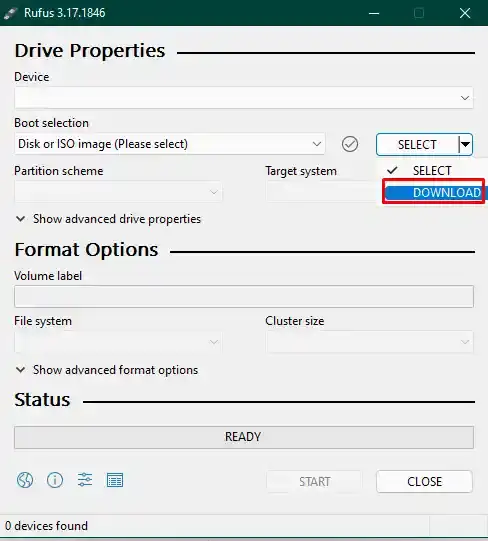 Rufus 3.17.1846
Drive Properties
Device
Boot selection
Disk or ISO image (Please select)
SELECT
SELECT
Partition scheme
Target system
DOWNLOAD
Show advanced drive properties
Format Options
Volume label
File system
Cluster size
Show advanced format options
Status
READY
START
CLOSE
0 devices found